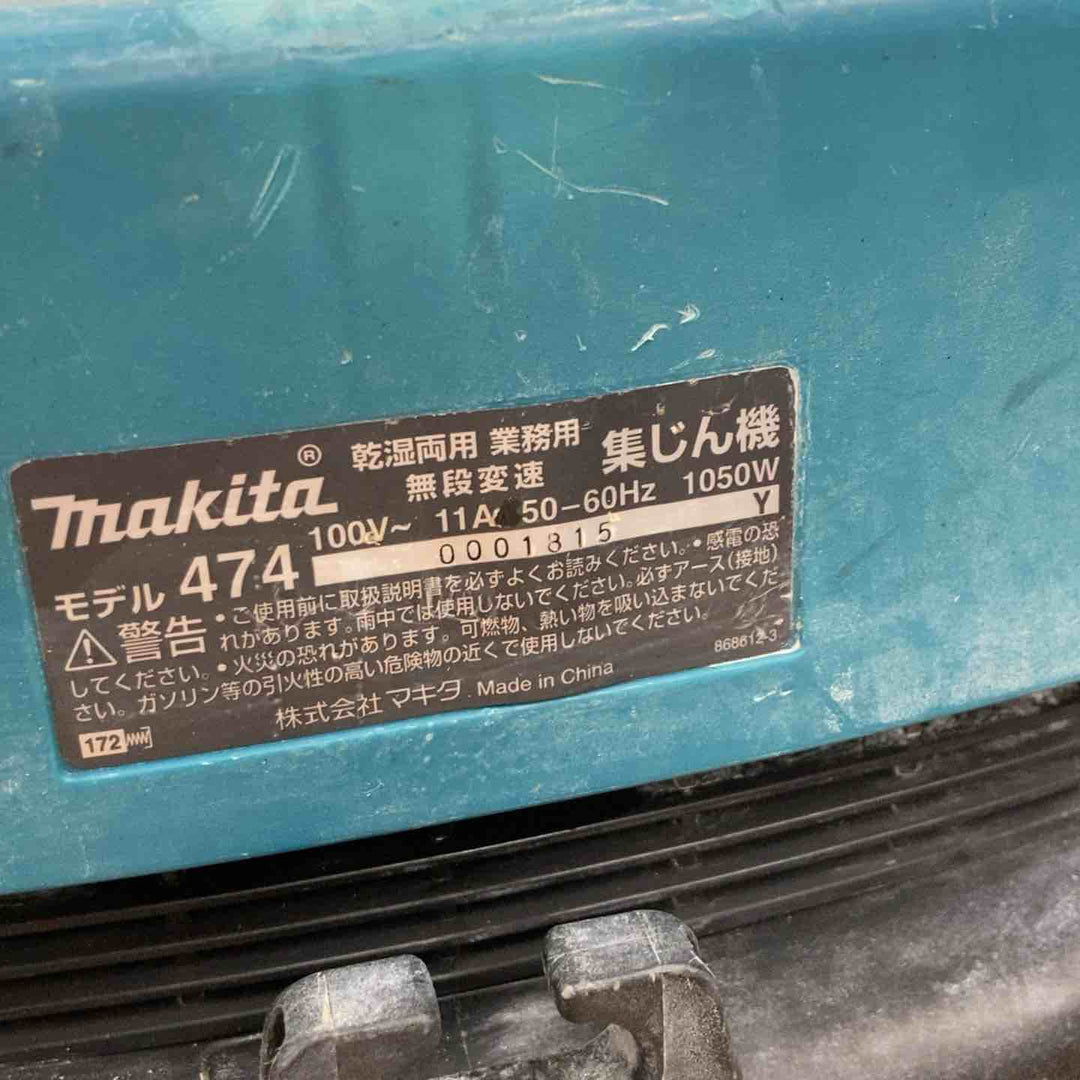 makita® 乾湿両用 業務用 集じん機
無段変速
100V~ 11A 50-60Hz 1050W
モデル 474 0001815 Y
警告 ・ご使用前に取扱説明書を必ずよくお読みください。・感電の恐
れがあります。雨中では使用しないでください。必ずアース(接地)
してください。・火災の恐れがあります。可燃物、熱い物を吸い込まないでくだ
さい。ガソリン等の引火性の高い危険物の近くで使用しないでください。
株式会社マキタ Made in China 868612-3
172